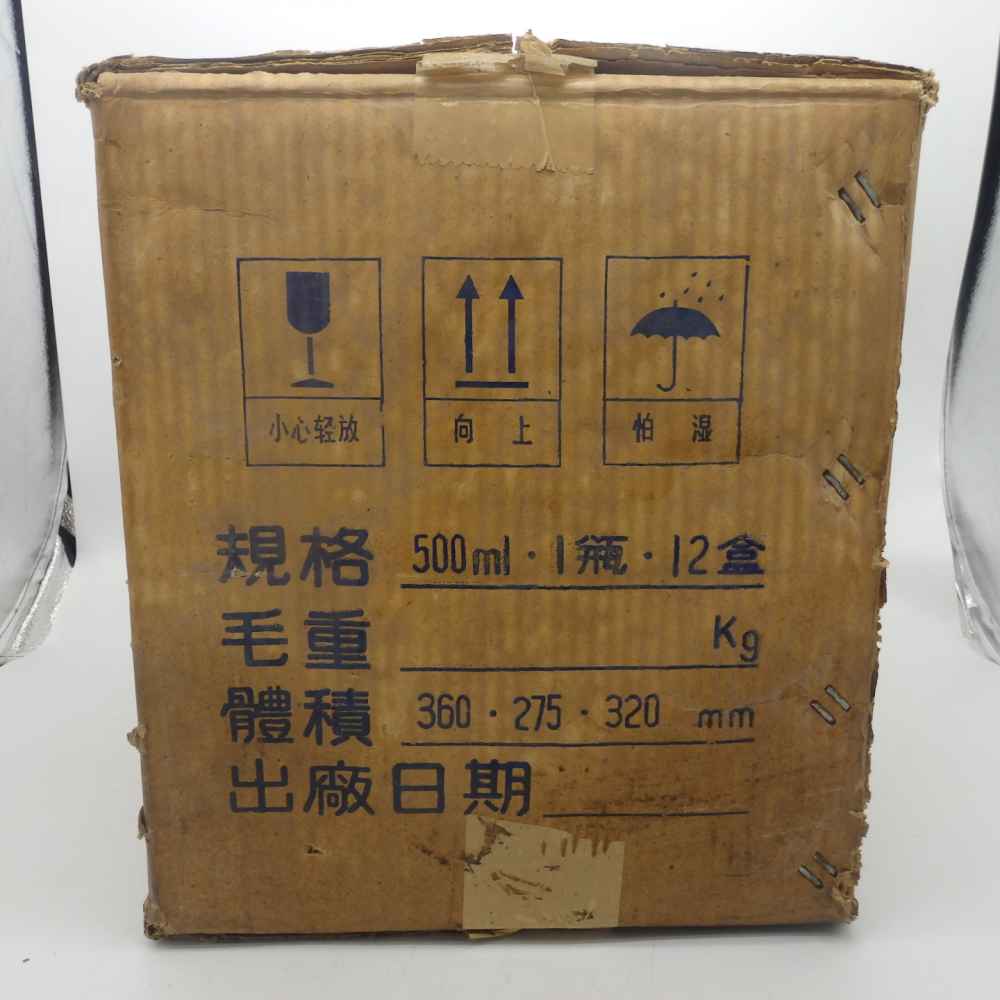 小心轻放
向上
怕湿
規格 500ml·1瓶·12盒
毛重 Kg
體積 360·275·320 mm
出廠日期